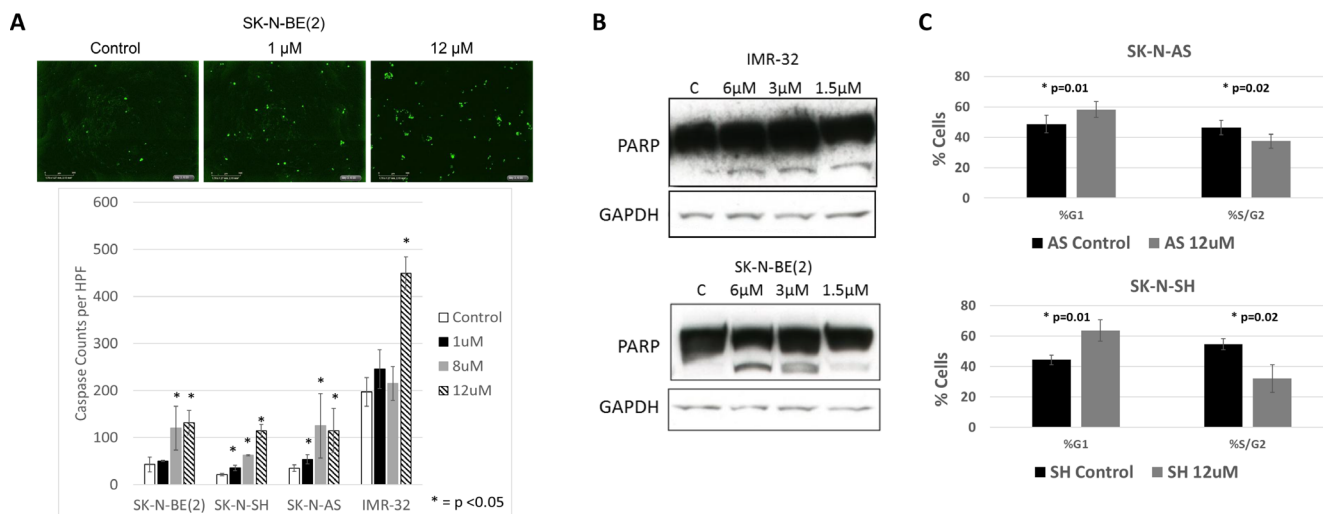 A
SK-N-BE(2)
Control 1 µM 12 µM
600
500
400
300
200
100
0
Caspase Counts per HPF
* * * * * * * * *
SK-N-BE(2) SK-N-SH SK-N-AS IMR-32
Control
1uM
8uM
12uM
* = p <0.05
B
IMR-32
C 6µM 3µM 1.5µM
PARP
GAPDH
SK-N-BE(2)
C 6µM 3µM 1.5µM
PARP
GAPDH
C
SK-N-AS
80
60
40
20
0
% Cells
* p=0.01 * p=0.02
%G1 %S/G2
AS Control AS 12uM
SK-N-SH
80
60
40
20
0
% Cells
* p=0.01 * p=0.02
%G1 %S/G2
SH Control SH 12uM